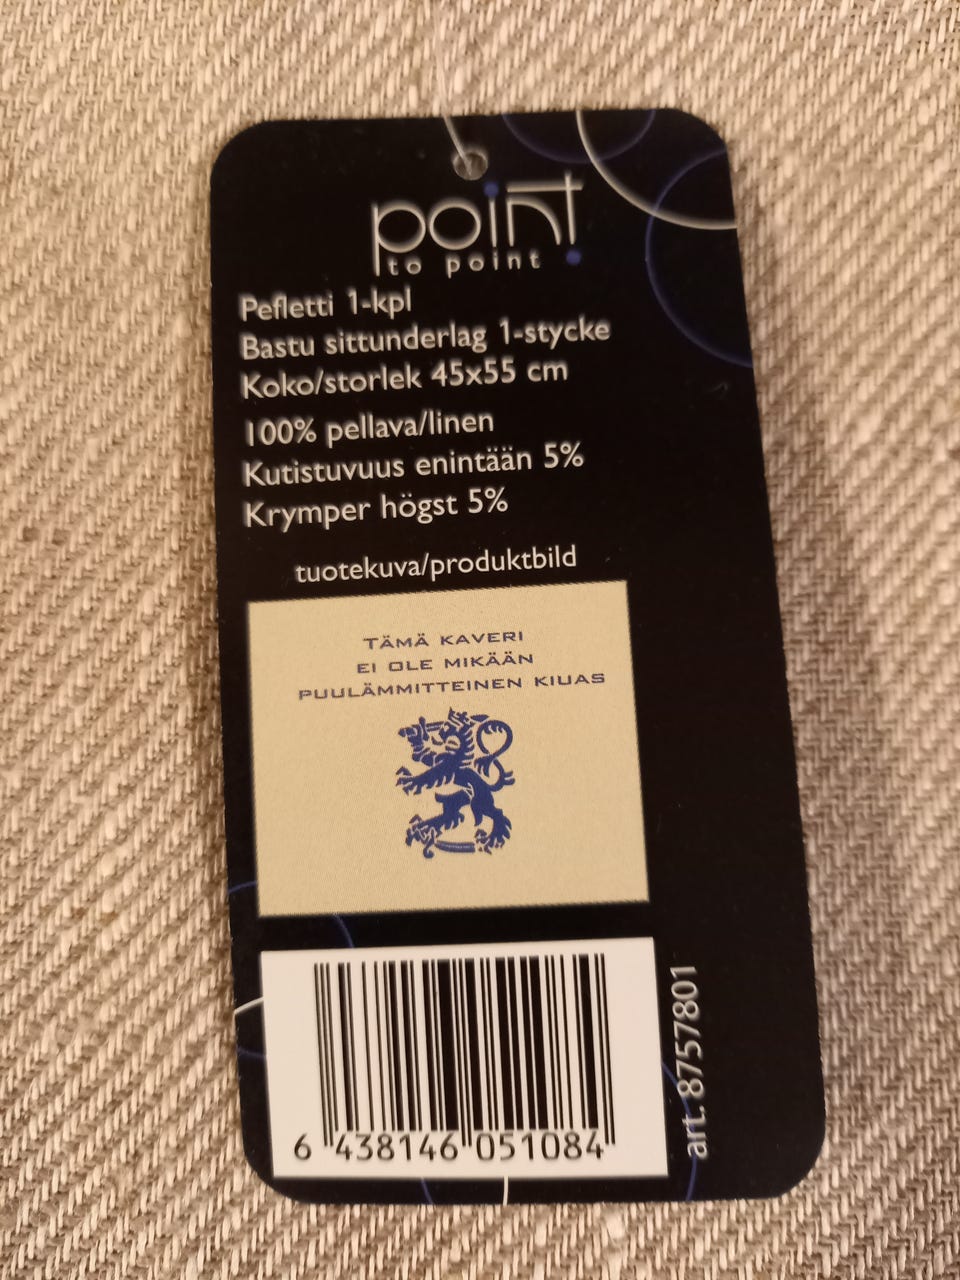 point
to point
Pefletti 1-kpl
Bastu sittunderlag 1-stycke
Koko/storlek 45x55 cm
100% pellava/linen
Kutistuvuus enintään 5%
Krymper högst 5%
tuotekuva/produktbild
TÄMÄ KAVERI
EI OLE MIKÄÄN
PUULÄMMITTEINEN KIUAS
6 438146 051084
art. 8757801